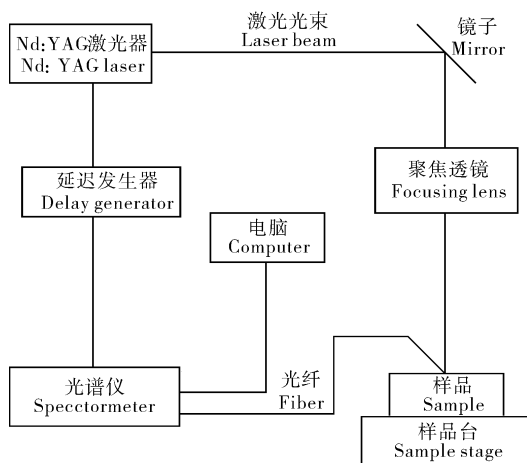 Nd:YAG激光器
Nd: YAG laser
激光光束
Laser beam
镜子
Mirror
延迟发生器
Delay generator
聚焦透镜
Focusing lens
电脑
Computer
光谱仪
Specctormeter
光纤
Fiber
样品
Sample
样品台
Sample stage